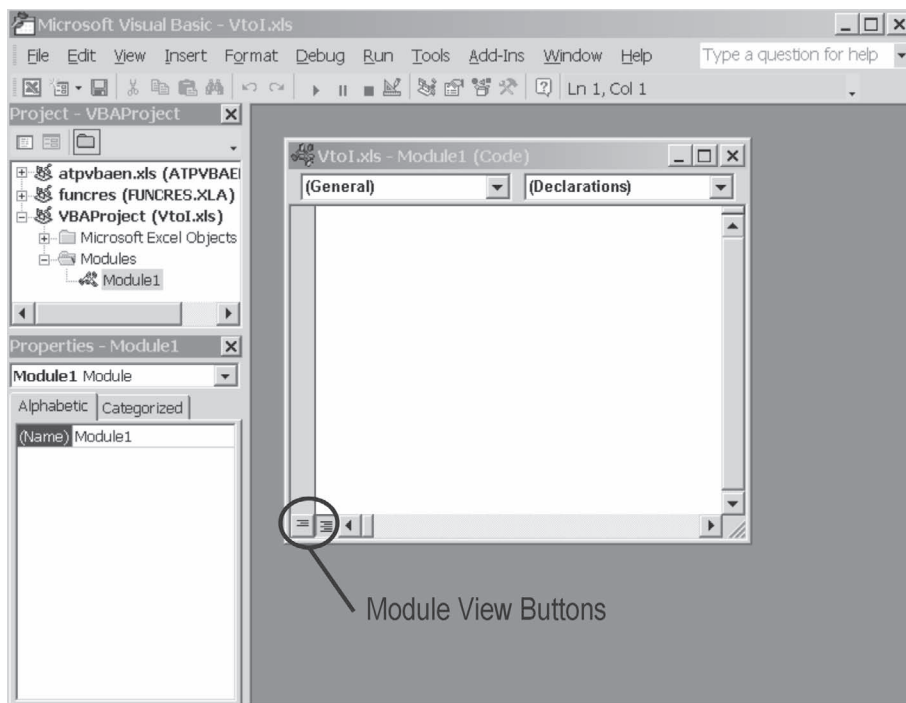 Microsoft Visual Basic - VtoI.xls
File Edit View Insert Format Debug Run Tools Add-Ins Window Help Type a question for help
Ln 1, Col 1
Project - VBAProject
atpvbaen.xls (ATPVBAE
funcres (FUNCRES.XLA)
VBAProject (VtoI.xls)
Microsoft Excel Objects
Modules
Module1
Properties - Module1
Module1 Module
Alphabetic Categorized
(Name) Module1
VtoI.xls - Module1 (Code)
(General) (Declarations)
Module View Buttons